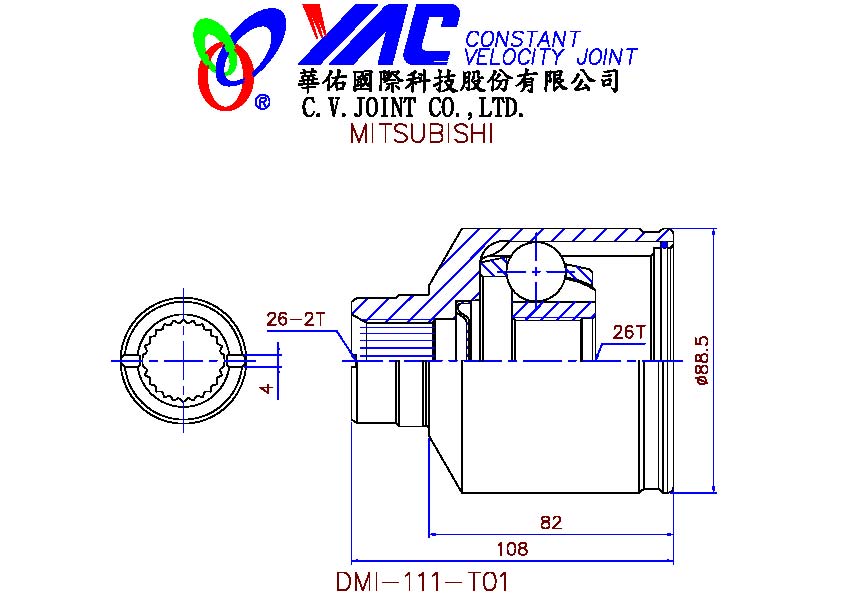 YAC CONSTANT
VELOCITY JOINT
®
華佑國際科技股份有限公司
C.V.JOINT CO.,LTD.
MITSUBISHI
26-2T
26T
4
ø88.5
82
108
DMI-111-T01